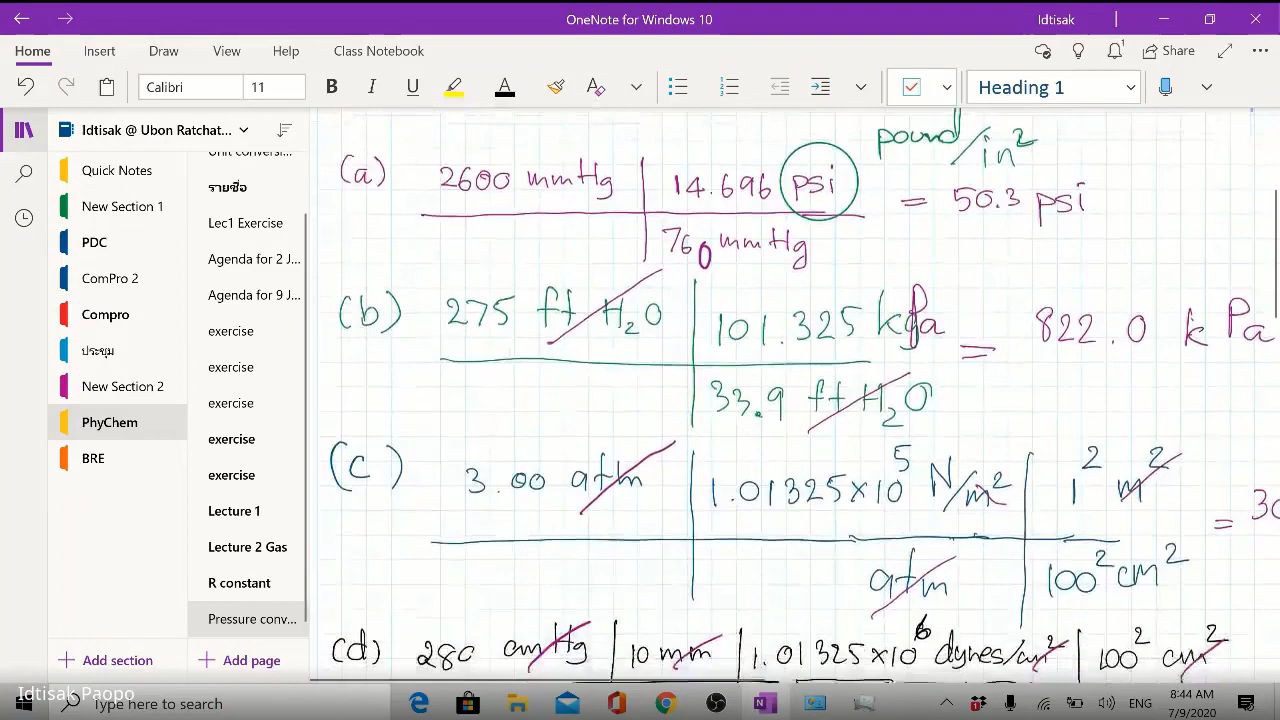 OneNote for Windows 10
Idtisak
Home Insert Draw View Help Class Notebook
Share
Calibri 11 B I U A Heading 1
Idtisak @ Ubon Ratchat...
Quick Notes
New Section 1
PDC
ComPro 2
Compro
ประชุม
New Section 2
PhyChem
BRE
Unit conversi...
รายชื่อ
Lec1 Exercise
Agenda for 2 J...
Agenda for 9 J...
exercise
exercise
exercise
exercise
exercise
Lecture 1
Lecture 2 Gas
R constant
Pressure conv...
Add section
Add page
pound/in²
(a) 2600 mmHg | 14.696 psi = 50.3 psi
760 mmHg
(b) 275 ft H₂O | 101.325 kPa = 822.0 kPa
33.9 ft H₂O
(c) 3.00 atm | 1.01325×10⁵ N/m² | 1² m² = 30
atm | 100² cm²
(d) 280 cmHg | 10 mm | 1.01325×10⁶ dynes/cm² | 100² cm²
Idtisak Paopo
Type here to search
ENG
8:44 AM
7/9/2020